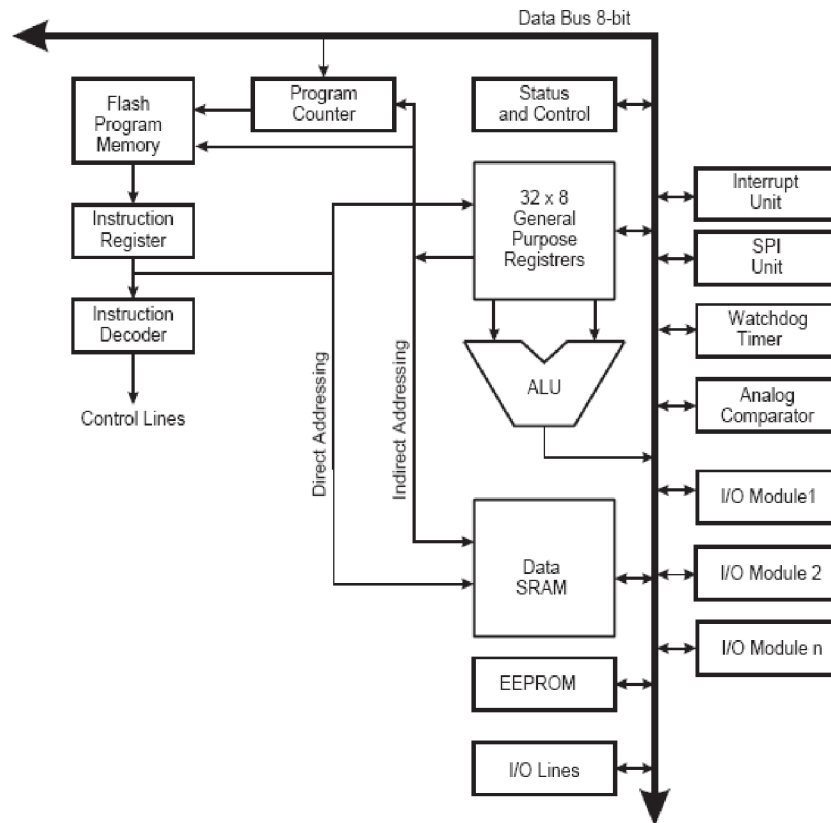 Data Bus 8-bit
Flash
Program
Memory
Program
Counter
Status
and Control
32 x 8
General
Purpose
Registrers
Interrupt
Unit
Instruction
Register
SPI
Unit
Instruction
Decoder
Watchdog
Timer
ALU
Analog
Comparator
Control Lines
Direct Addressing
Indirect Addressing
I/O Module1
Data
SRAM
I/O Module 2
I/O Module n
EEPROM
I/O Lines